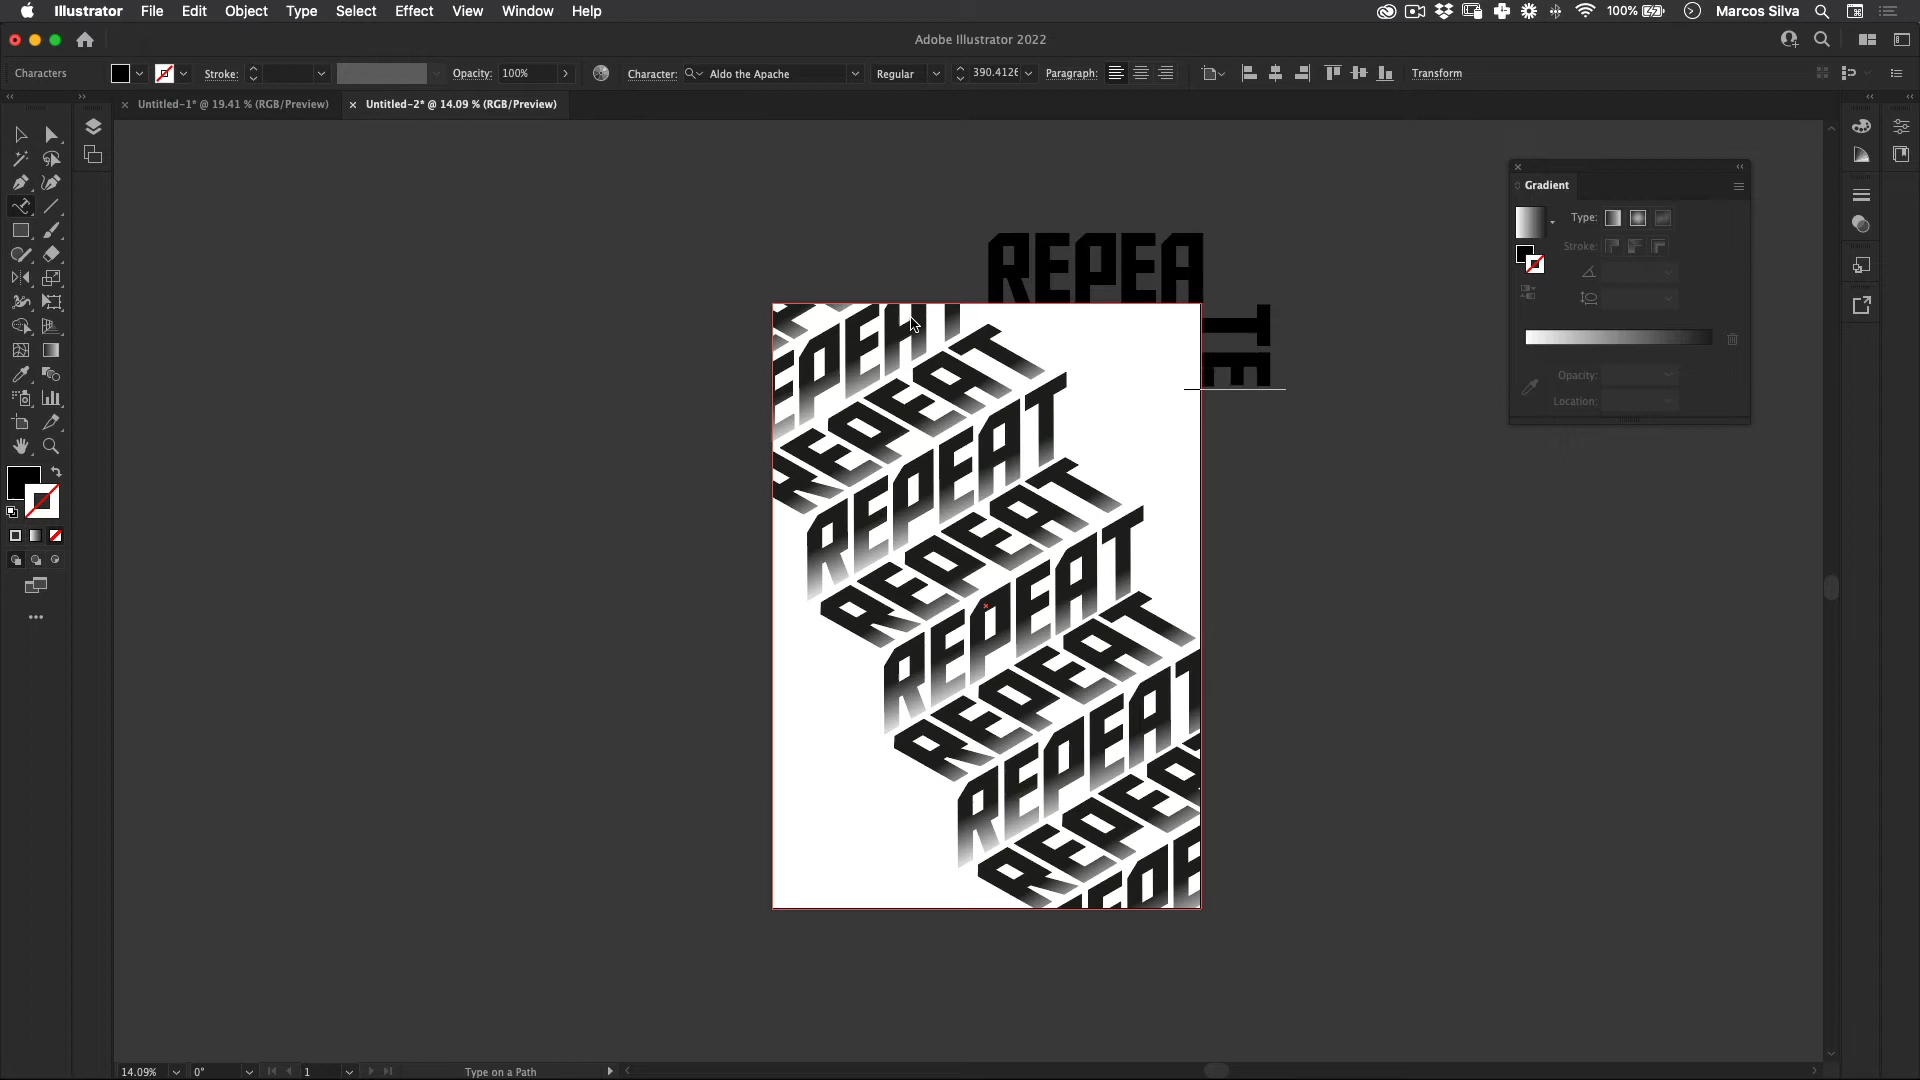 Illustrator File Edit Object Type Select Effect View Window Help 100% Marcos Silva
Adobe Illustrator 2022
Characters Stroke: Opacity: 100% Character: Aldo the Apache Regular 390.4126 Paragraph: Transform
Untitled-1* @ 19.41 % (RGB/Preview) Untitled-2* @ 14.09 % (RGB/Preview)
Gradient
Type:
Stroke:
Opacity:
Location:
REPEA
TE
EPEAT
REPEAT
REPEAT
REPEAT
REPEAT
REPEAT
REPEAT
REPEA
REPE
14.09% 0° 1 Type on a Path